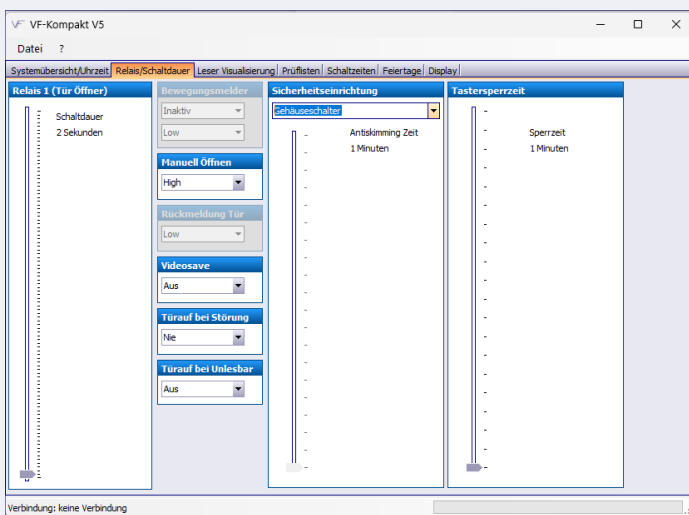 VF-Kompakt V5
Datei ?
Systemübersicht/Uhrzeit Relais/Schaltdauer Leser Visualisierung Prüflisten Schaltzeiten Feiertage Display
Relais 1 (Tür Öffner)
Schaltdauer
2 Sekunden
Bewegungsmelder
Inaktiv
Low
Manuell Öffnen
High
Rückmeldung Tür
Low
Videosave
Aus
Türauf bei Störung
Nie
Türauf bei Unlesbar
Aus
Sicherheitseinrichtung
Gehäuseschalter
Antiskimming Zeit
1 Minuten
Tastersperrzeit
Sperrzeit
1 Minuten
Verbindung: keine Verbindung